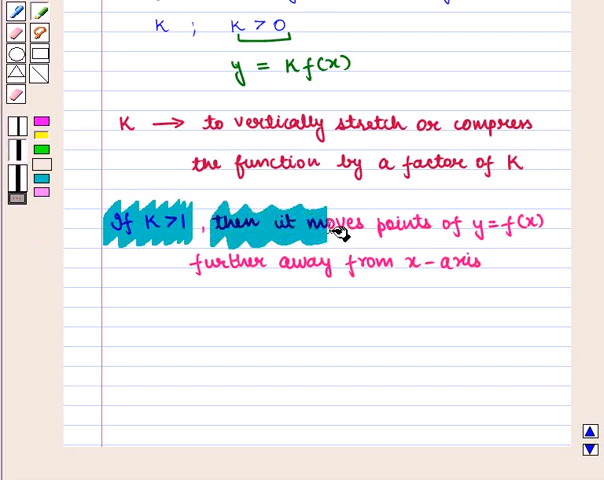 K ; K > 0
y = K f(x)
K → to vertically stretch or compress
the function by a factor of K
If K >1 , then it moves points of y=f(x)
further away from x-axis